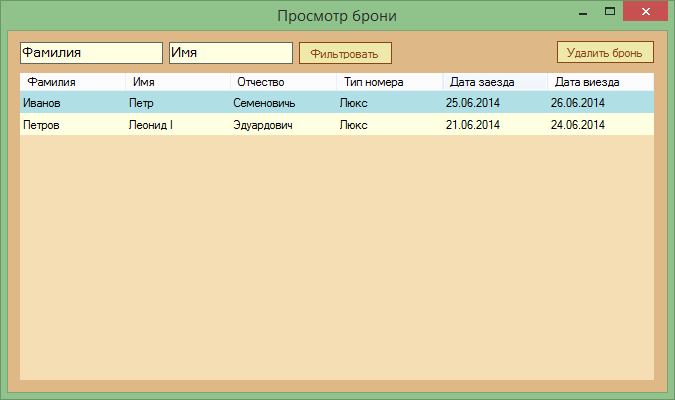 Просмотр брони
Фамилия Имя Фильтровать Удалить бронь
Фамилия Имя Отчество Тип номера Дата заезда Дата виезда
Иванов Петр Семеновичь Люкс 25.06.2014 26.06.2014
Петров Леонид I Эдуардович Люкс 21.06.2014 24.06.2014